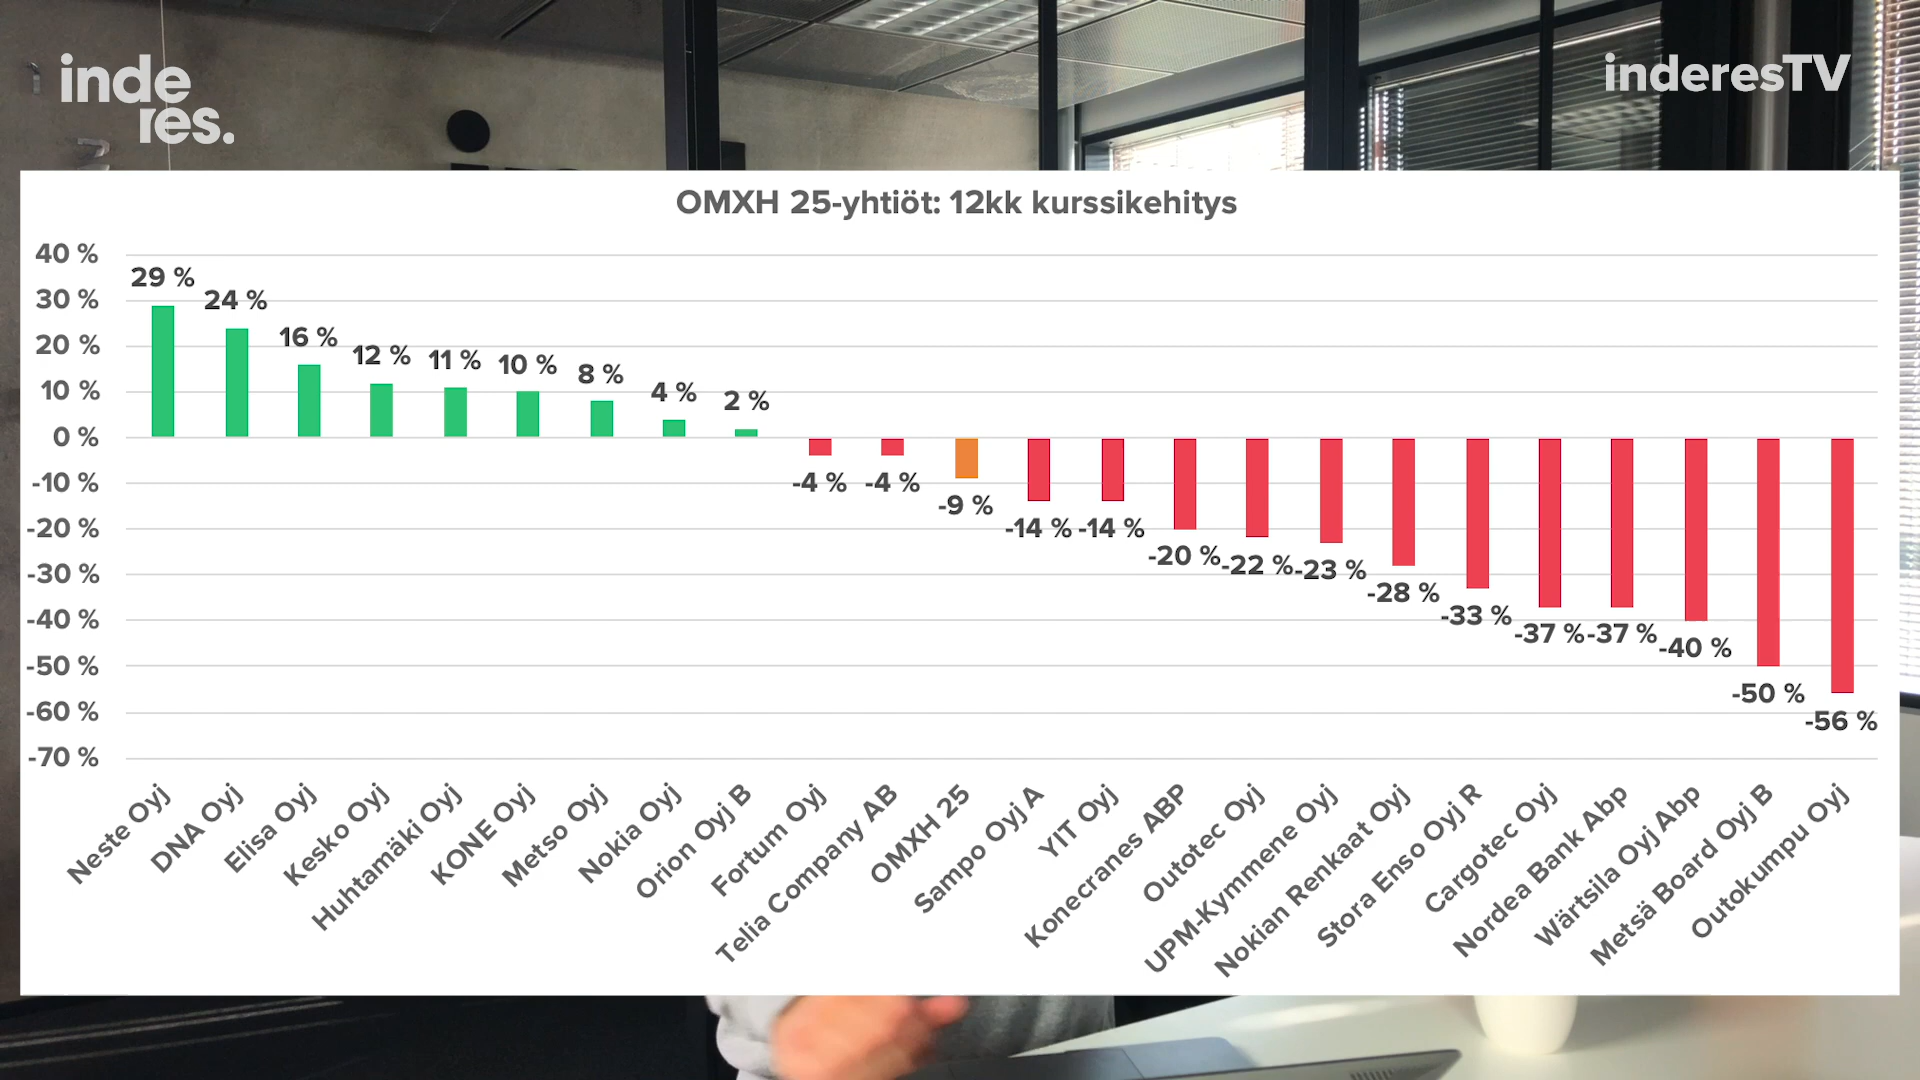 inde
res.
inderesTV
OMXH 25-yhtiöt: 12kk kurssikehitys
40 %
30 %
20 %
10 %
0 %
-10 %
-20 %
-30 %
-40 %
-50 %
-60 %
-70 %
29 %
24 %
16 %
12 %
11 %
10 %
8 %
4 %
2 %
-4 %
-4 %
-9 %
-14 %
-14 %
-20 %
-22 %
-23 %
-28 %
-33 %
-37 %
-37 %
-40 %
-50 %
-56 %
Neste Oyj
DNA Oyj
Elisa Oyj
Kesko Oyj
Huhtamäki Oyj
KONE Oyj
Metso Oyj
Nokia Oyj
Orion Oyj B
Fortum Oyj
Telia Company AB
OMXH 25
Sampo Oyj A
YIT Oyj
Konecranes ABP
Outotec Oyj
UPM-Kymmene Oyj
Nokian Renkaat Oyj
Stora Enso Oyj R
Cargotec Oyj
Nordea Bank Abp
Wärtsila Oyj Abp
Metsä Board Oyj B
Outokumpu Oyj